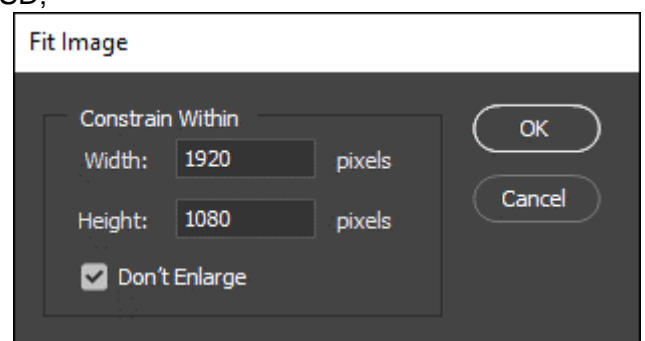 Fit Image
Constrain Within
Width: 1920 pixels
Height: 1080 pixels
Don't Enlarge
OK
Cancel